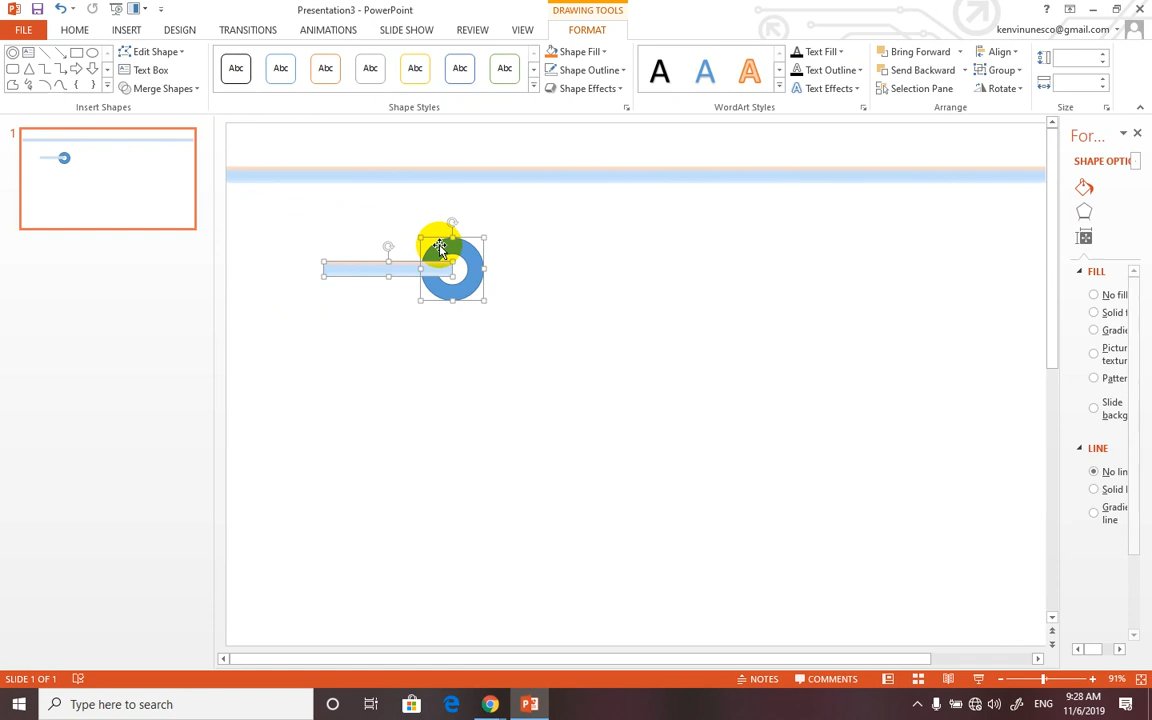 Presentation3 - PowerPoint
DRAWING TOOLS
FILE
HOME
INSERT
DESIGN
TRANSITIONS
ANIMATIONS
SLIDE SHOW
REVIEW
VIEW
FORMAT
kenvinunesco@gmail.com
Edit Shape
Text Box
Merge Shapes
Insert Shapes
Abc Abc Abc Abc Abc Abc Abc
Shape Fill
Shape Outline
Shape Effects
Shape Styles
A A A
Text Fill
Text Outline
Text Effects
WordArt Styles
Bring Forward
Send Backward
Selection Pane
Align
Group
Rotate
Arrange
Size
1
For...
SHAPE OPTIC
FILL
No fill
Solid f
Gradie
Pictur
textur
Patter
Slide
backg
LINE
No lin
Solid l
Gradie
line
SLIDE 1 OF 1
NOTES
COMMENTS
91%
Type here to search
ENG
9:28 AM
11/6/2019